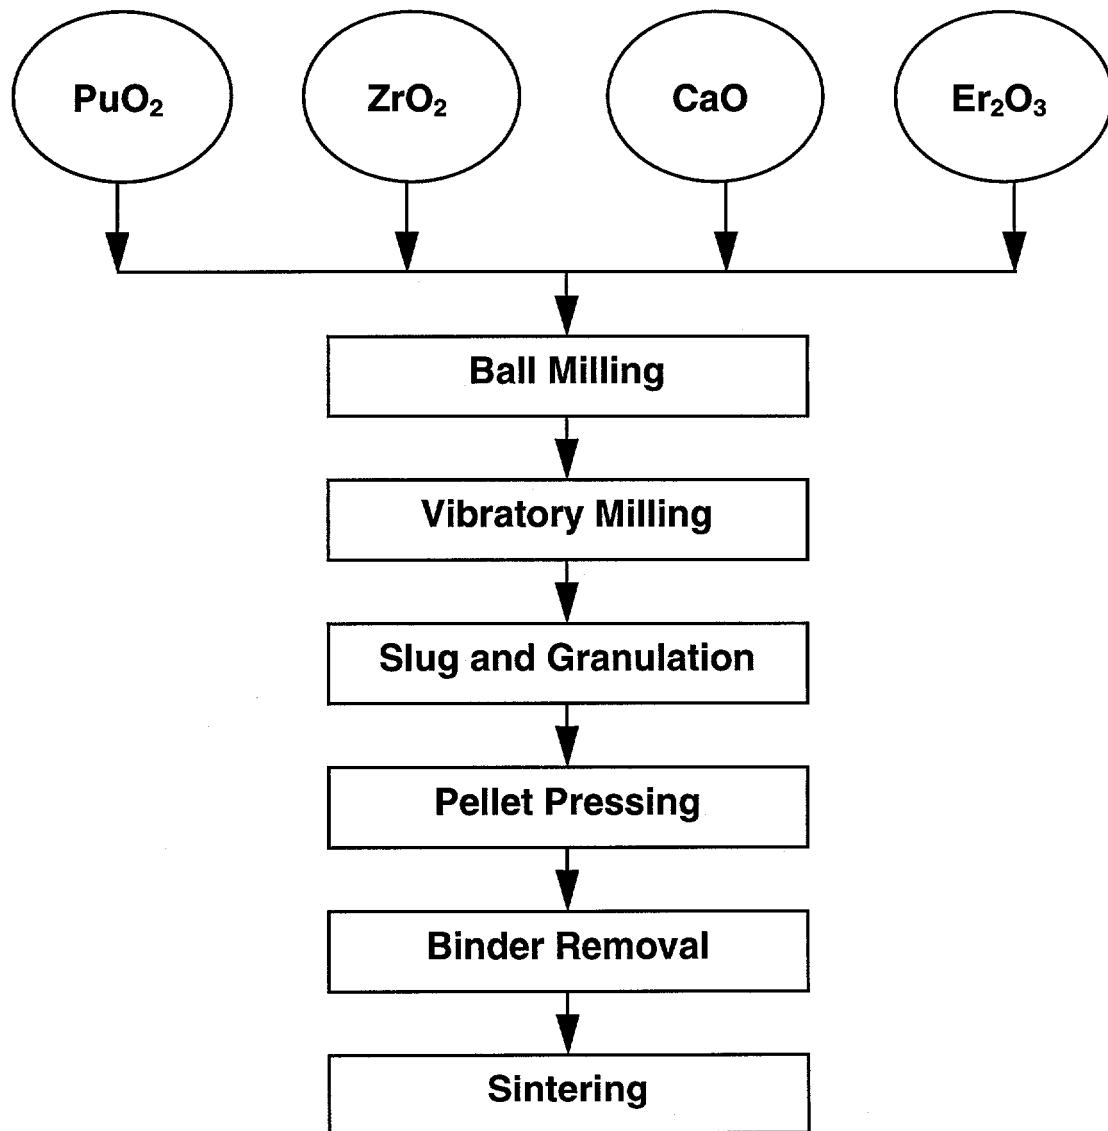 PuO₂ ZrO₂ CaO Er₂O₃
Ball Milling
Vibratory Milling
Slug and Granulation
Pellet Pressing
Binder Removal
Sintering